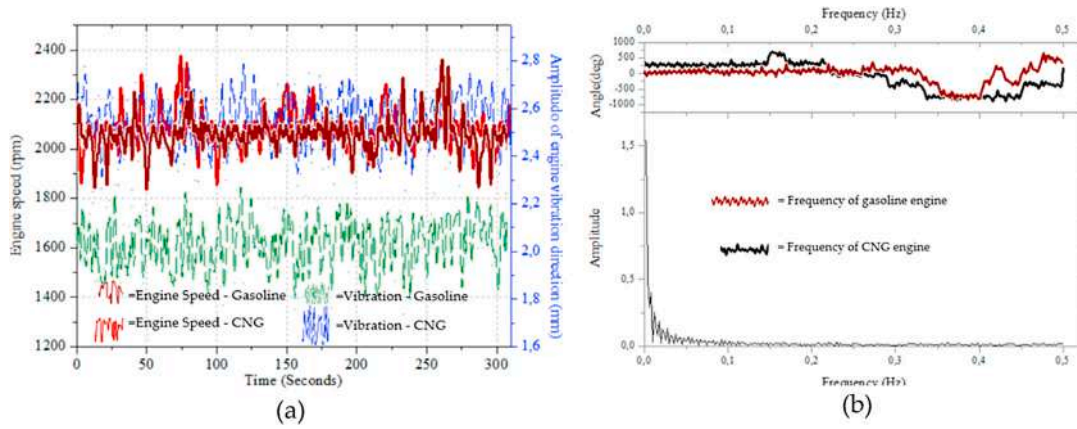 Engine speed (rpm)
2400
2200
2000
1800
1600
1400
1200
0
50
100
150
200
250
300
Time (Seconds)
2,8
2,6
2,4
2,2
2,0
1,8
1,6
Amplitudo of
engine vibration direction (mm)
=Engine Speed - Gasoline
=Vibration - Gasoline
=Engine Speed - CNG
=Vibration - CNG
(a)
Frequency (Hz)
0,0
0,1
0,2
0,3
0,4
0,5
Angle(deg)
1000
500
0
-500
-1000
Amplitude
1,5
1,0
0,5
0,0
= Frequency of gasoline engine
= Frequency of CNG engine
0,0
0,1
0,2
0,3
0,4
0,5
Frequency (Hz)
(b)